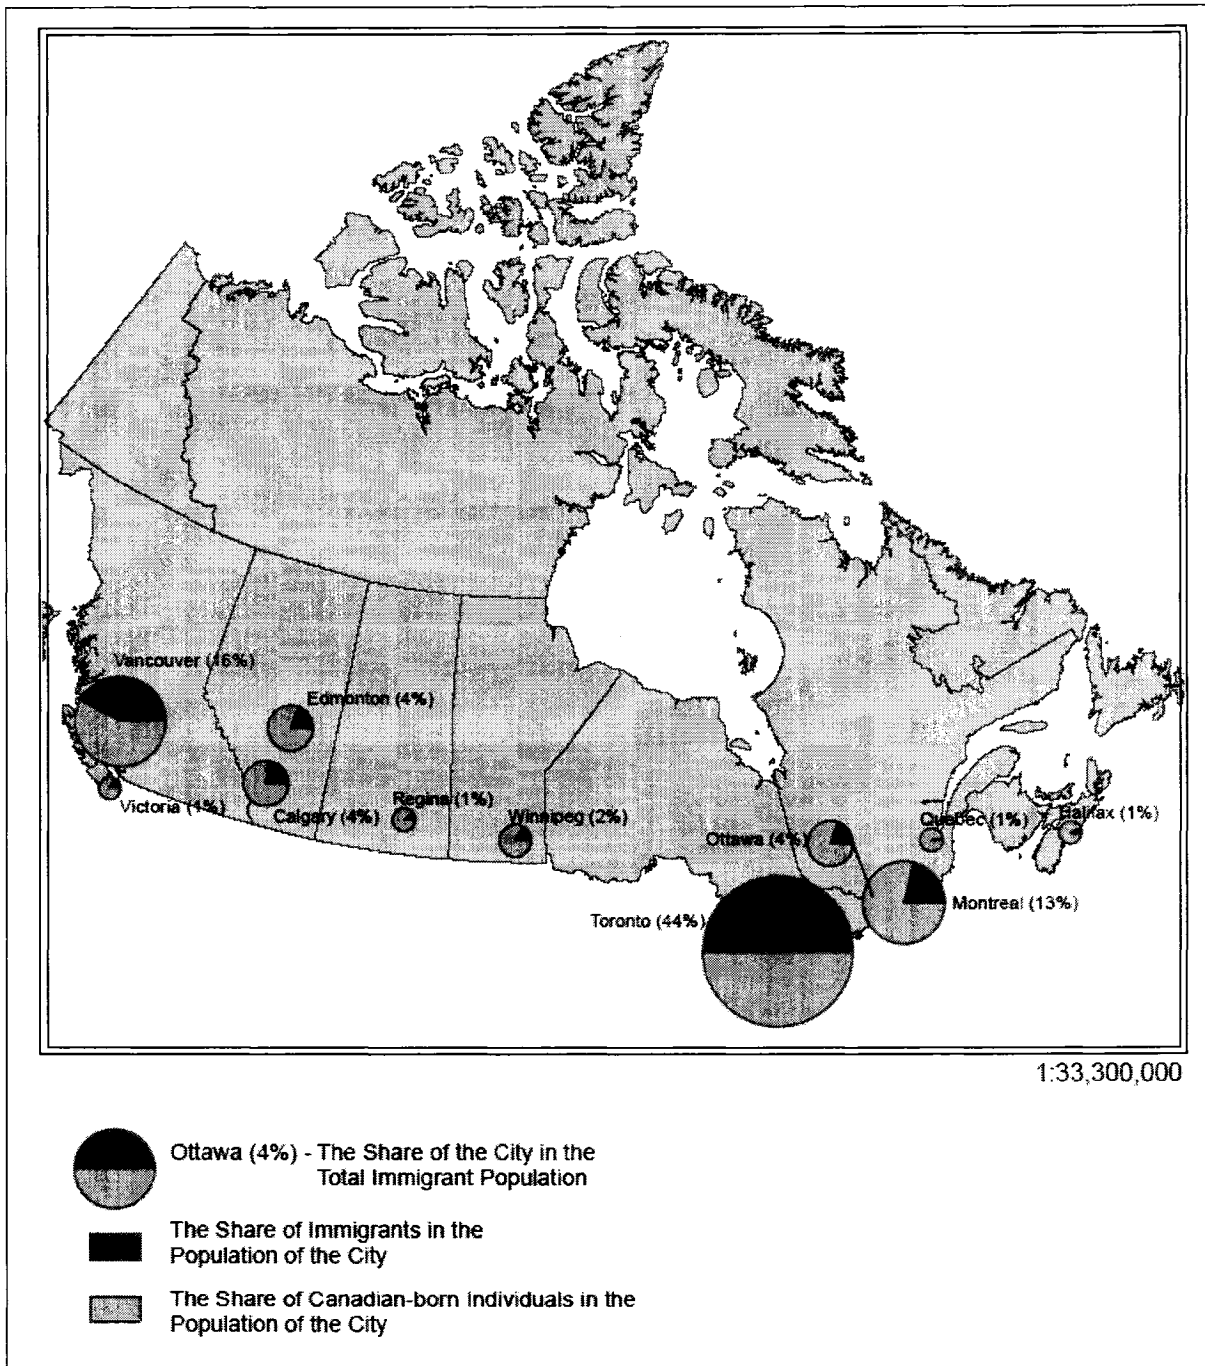 Vancouver (16%)
Edmonton (4%)
Victoria (1%)
Calgary (4%)
Regina (1%)
Winnipeg (2%)
Ottawa (4%)
Quebec (1%)
Halifax (1%)
Toronto (44%)
Montreal (13%)
1:33,300,000
Ottawa (4%) - The Share of the City in the
Total Immigrant Population
The Share of Immigrants in the
Population of the City
The Share of Canadian-born Individuals in the
Population of the City